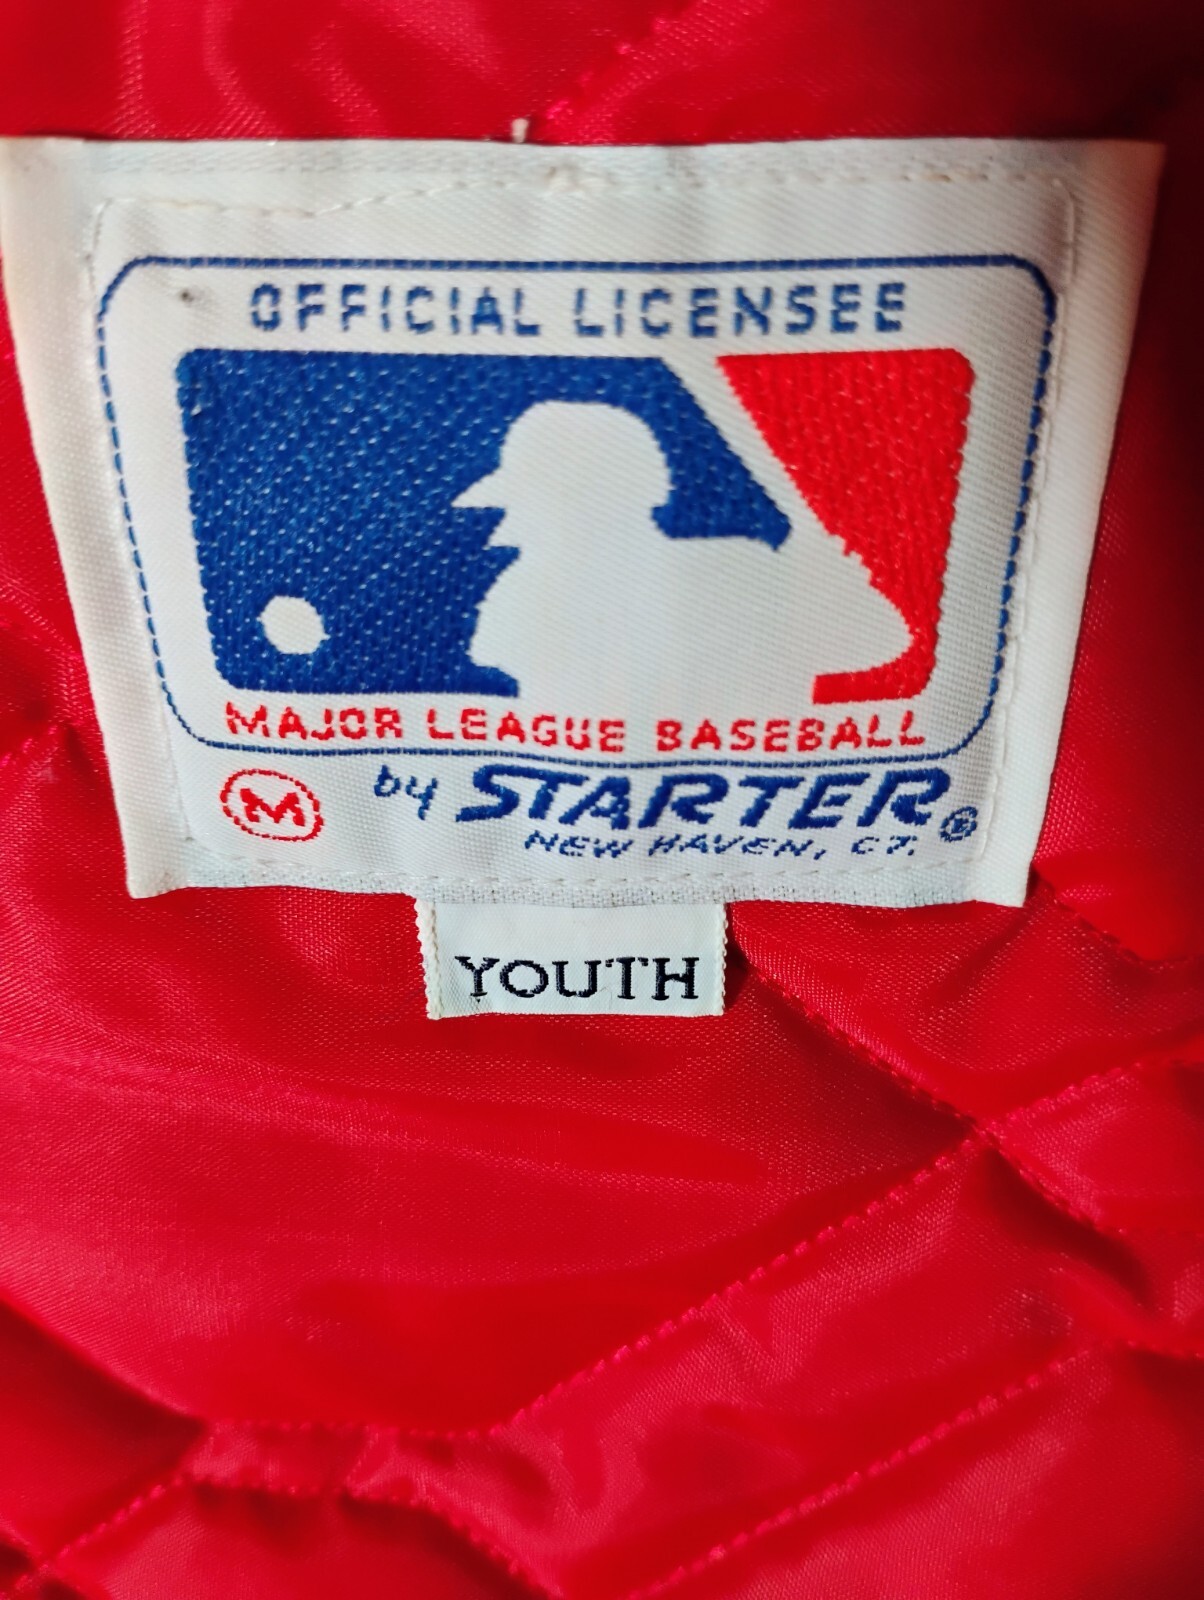 OFFICIAL LICENSEE
MAJOR LEAGUE BASEBALL
M by STARTER®
NEW HAVEN, CT.
YOUTH